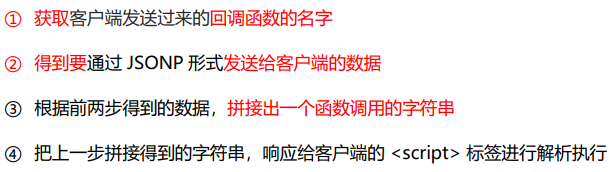 ① 获取客户端发送过来的回调函数的名字
② 得到要通过 JSONP 形式发送给客户端的数据
③ 根据前两步得到的数据，拼接出一个函数调用的字符串
④ 把上一步拼接得到的字符串，响应给客户端的 <script> 标签进行解析执行